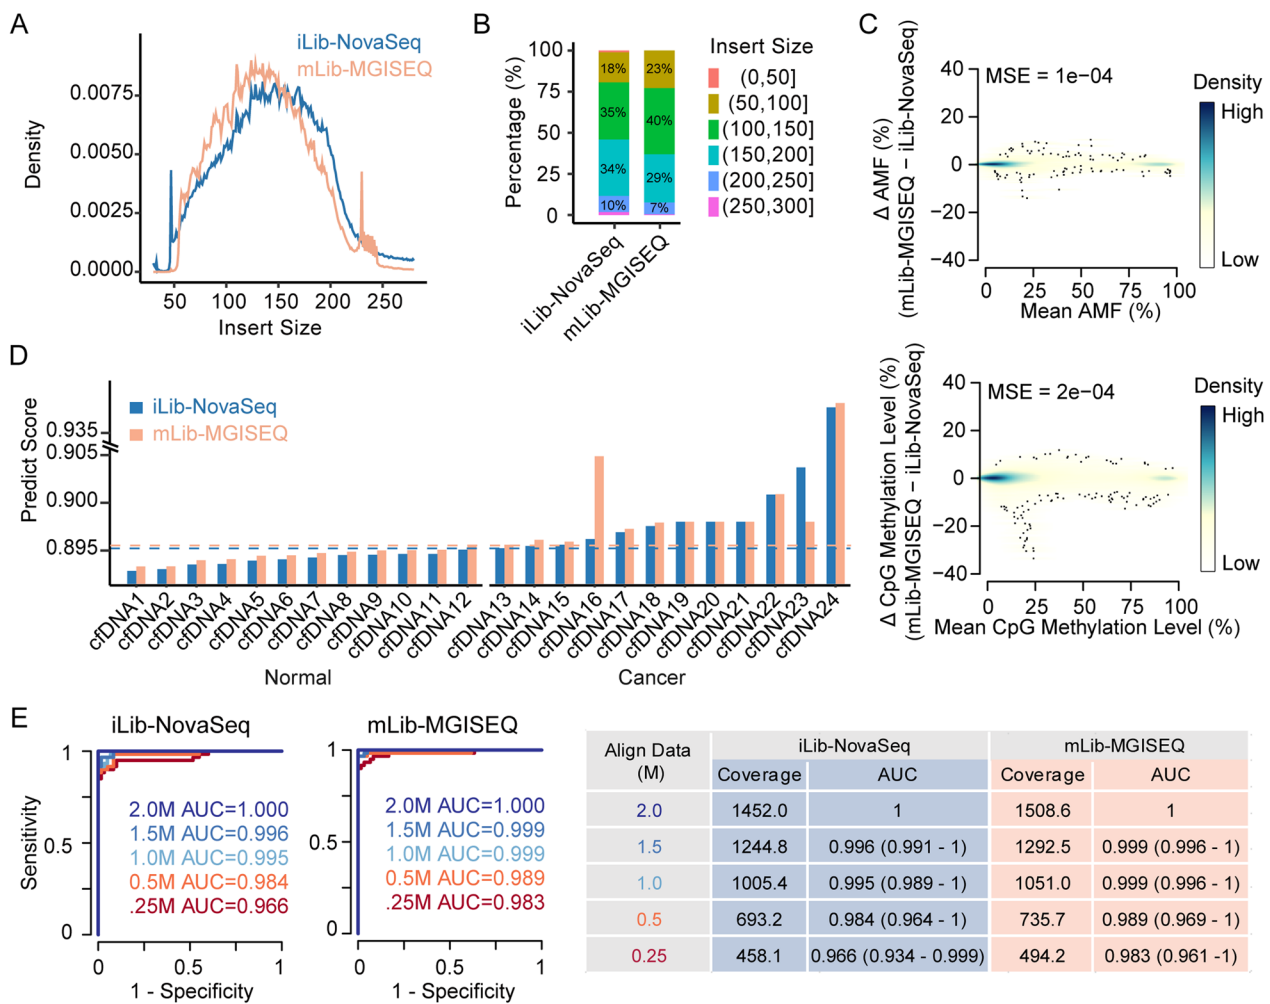 A
iLib-NovaSeq
mLib-MGISEQ
0.0075
0.0050
0.0025
0.0000
Density
50 100 150 200 250
Insert Size
B
Percentage (%)
100
75
50
25
0
18% 23%
35% 40%
34% 29%
10% 7%
iLib-NovaSeq
mLib-MGISEQ
Insert Size
(0,50]
(50,100]
(100,150]
(150,200]
(200,250]
(250,300]
C
Δ AMF (%)
(mLib-MGISEQ − iLib-NovaSeq)
40
20
0
−20
−40
MSE = 1e−04
0 25 50 75 100
Mean AMF (%)
Density
High
Low
Δ CpG Methylation Level (%)
(mLib-MGISEQ − iLib-NovaSeq)
40
20
0
−20
−40
MSE = 2e−04
0 25 50 75 100
Mean CpG Methylation Level (%)
Density
High
Low
D
Predict Score
0.935
0.905
0.900
0.895
iLib-NovaSeq
mLib-MGISEQ
cfDNA1
cfDNA2
cfDNA3
cfDNA4
cfDNA5
cfDNA6
cfDNA7
cfDNA8
cfDNA9
cfDNA10
cfDNA11
cfDNA12
cfDNA13
cfDNA14
cfDNA15
cfDNA16
cfDNA17
cfDNA18
cfDNA19
cfDNA20
cfDNA21
cfDNA22
cfDNA23
cfDNA24
Normal Cancer
E
iLib-NovaSeq
Sensitivity
1
0.5
0
2.0M AUC=1.000
1.5M AUC=0.996
1.0M AUC=0.995
0.5M AUC=0.984
.25M AUC=0.966
0 0.5 1
1 - Specificity
mLib-MGISEQ
1
0.5
0
2.0M AUC=1.000
1.5M AUC=0.999
1.0M AUC=0.999
0.5M AUC=0.989
.25M AUC=0.983
0 0.5 1
1 - Specificity
Align Data (M) iLib-NovaSeq mLib-MGISEQ
Coverage AUC Coverage AUC
2.0 1452.0 1 1508.6 1
1.5 1244.8 0.996 (0.991 - 1) 1292.5 0.999 (0.996 - 1)
1.0 1005.4 0.995 (0.989 - 1) 1051.0 0.999 (0.996 - 1)
0.5 693.2 0.984 (0.964 - 1) 735.7 0.989 (0.969 - 1)
0.25 458.1 0.966 (0.934 - 0.999) 494.2 0.983 (0.961 -1)